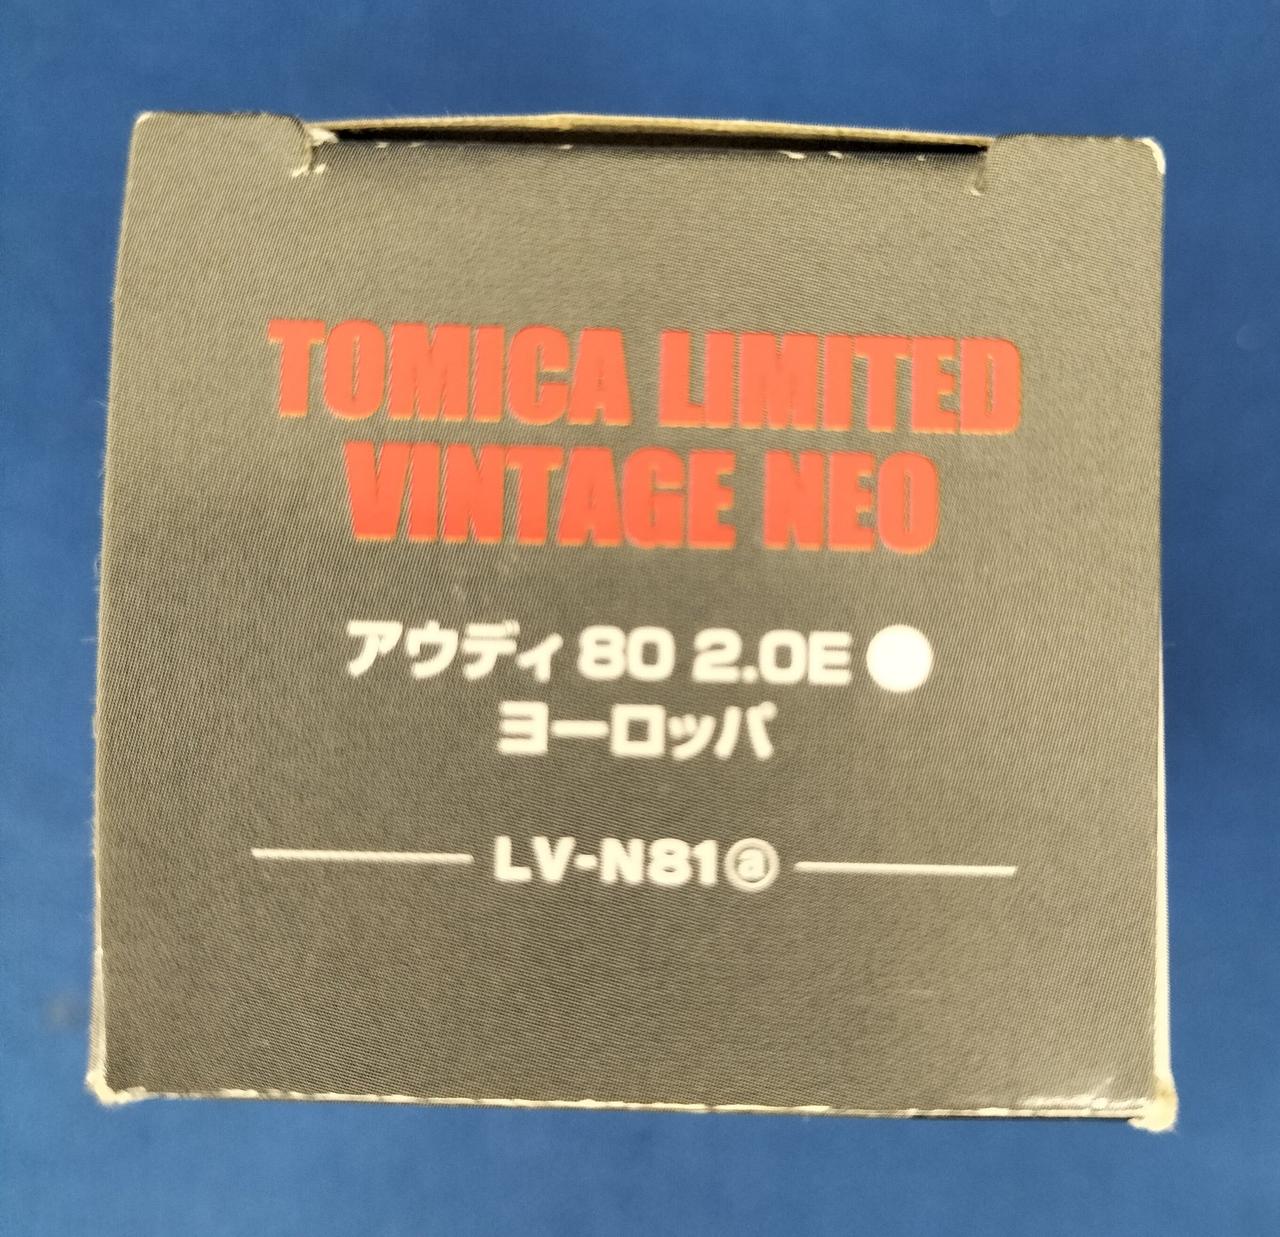 TOMICA LIMITED
VINTAGE NEO
アウディ 80 2.0E ●
ヨーロッパ
LV-N81ⓐ